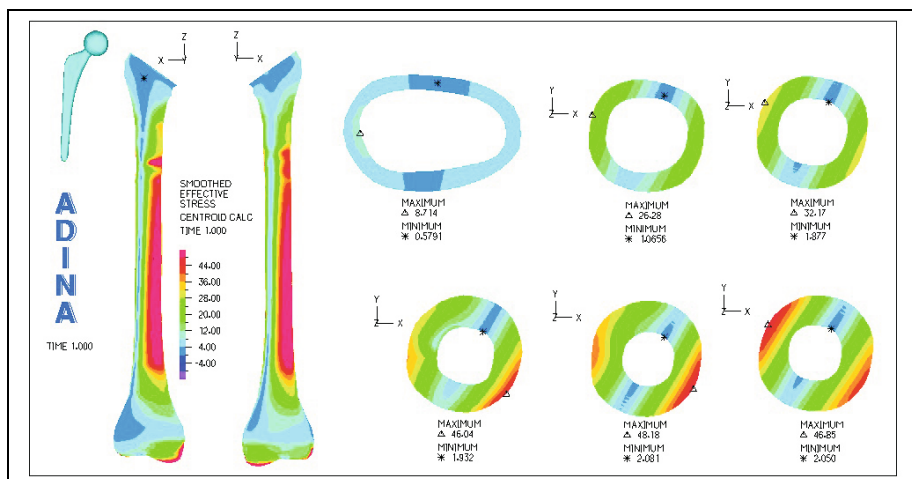 ADINA
TIME 1.000
Z
X
Y
Z
X
Y
SMOOTHED
EFFECTIVE
STRESS
CENTROID CALC
TIME 1.000
44.00
36.00
28.00
20.00
12.00
4.00
-4.00
MAXIMUM
△ 8.714
MINIMUM
✳ 0.5791
Y
Z X
MAXIMUM
△ 26.28
MINIMUM
✳ 1.0656
Y
Z X
MAXIMUM
△ 32.17
MINIMUM
✳ 1.877
Y
Z X
MAXIMUM
△ 46.04
MINIMUM
✳ 1.932
Y
Z X
MAXIMUM
△ 48.18
MINIMUM
✳ 2.081
Y
Z X
MAXIMUM
△ 46.85
MINIMUM
✳ 2.050